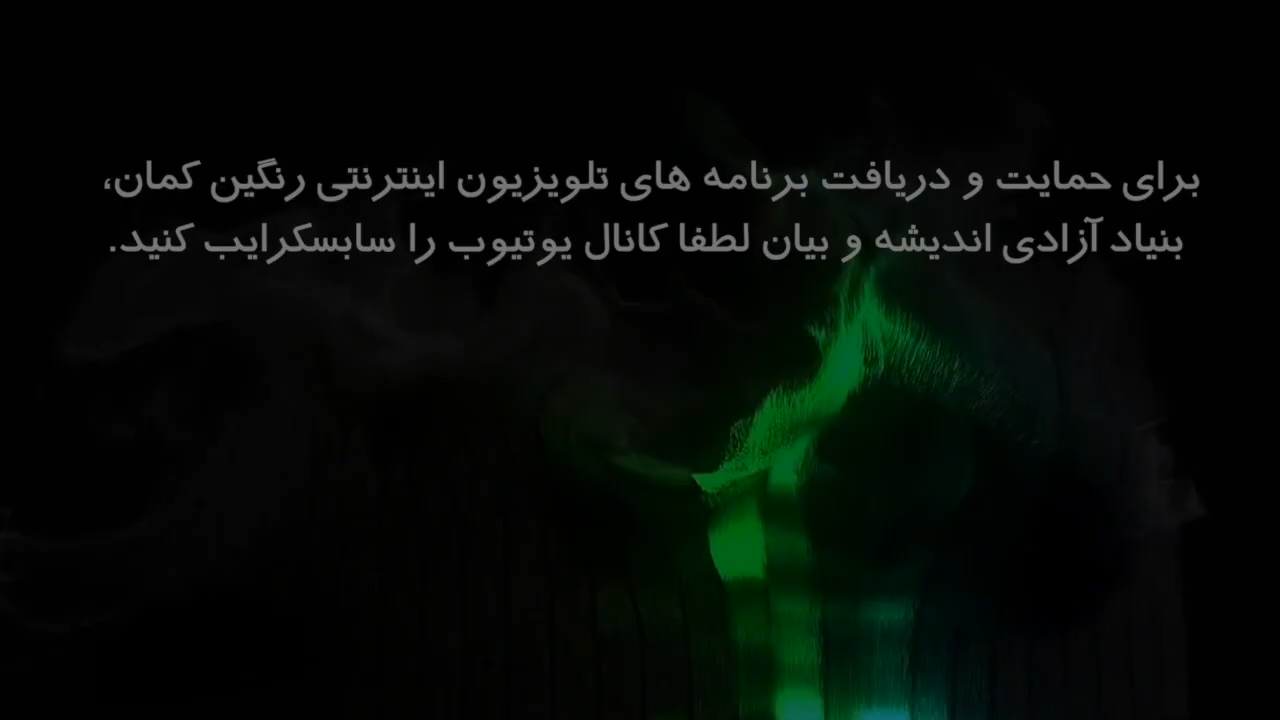 برای حمایت و دریافت برنامه های تلویزیون اینترنتی رنگین کمان،
بنیاد آزادی اندیشه و بیان لطفا کانال یوتیوب را سابسکرایب کنید.